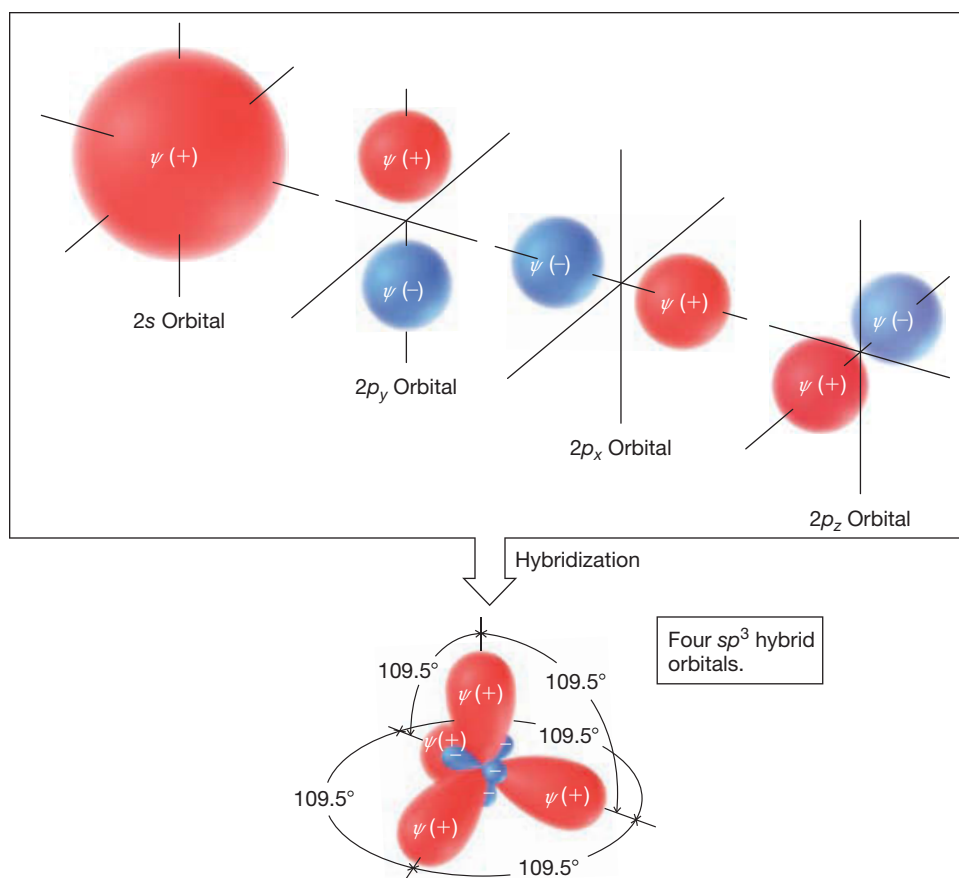 ψ (+)
2s Orbital
ψ (+)
ψ (−)
2p_y Orbital
ψ (−)
ψ (+)
2p_x Orbital
ψ (−)
ψ (+)
2p_z Orbital
Hybridization
Four sp³ hybrid
orbitals.
109.5°
109.5°
109.5°
109.5°
109.5°
ψ (+)
ψ (+)
ψ (+)
ψ (+)
−
−
−
−